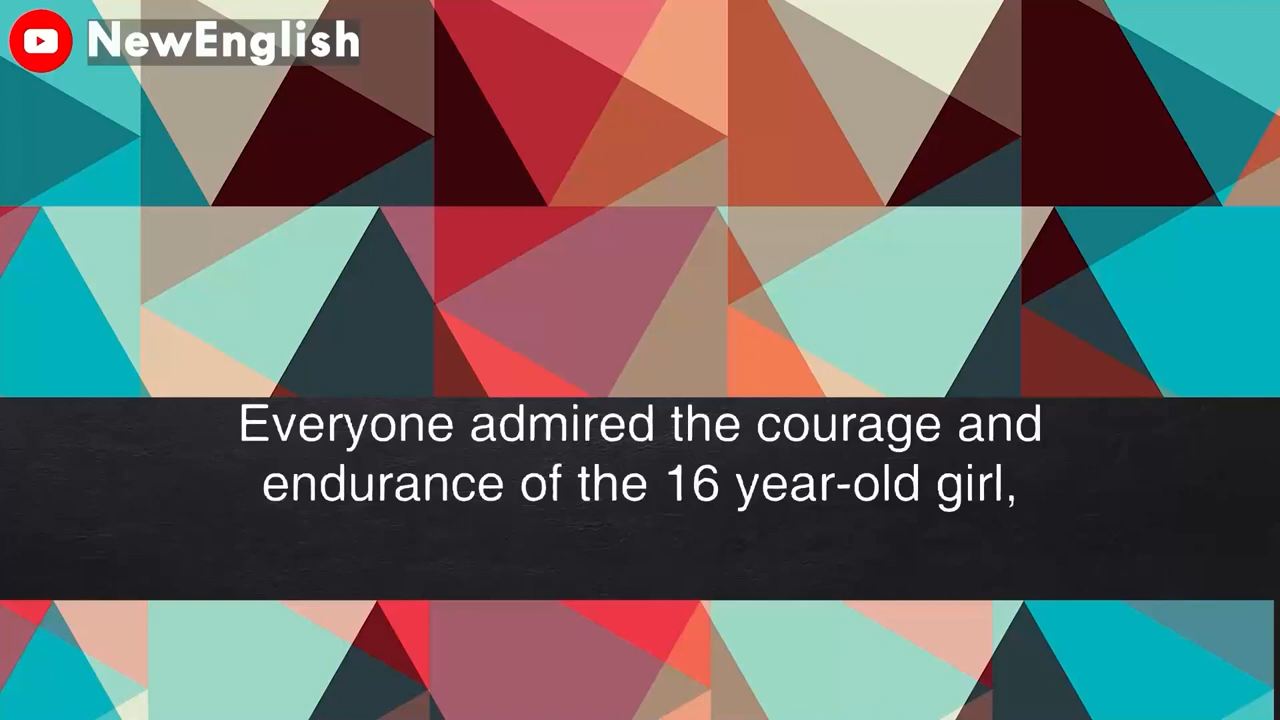 NewEnglish
Everyone admired the courage and
endurance of the 16 year-old girl,